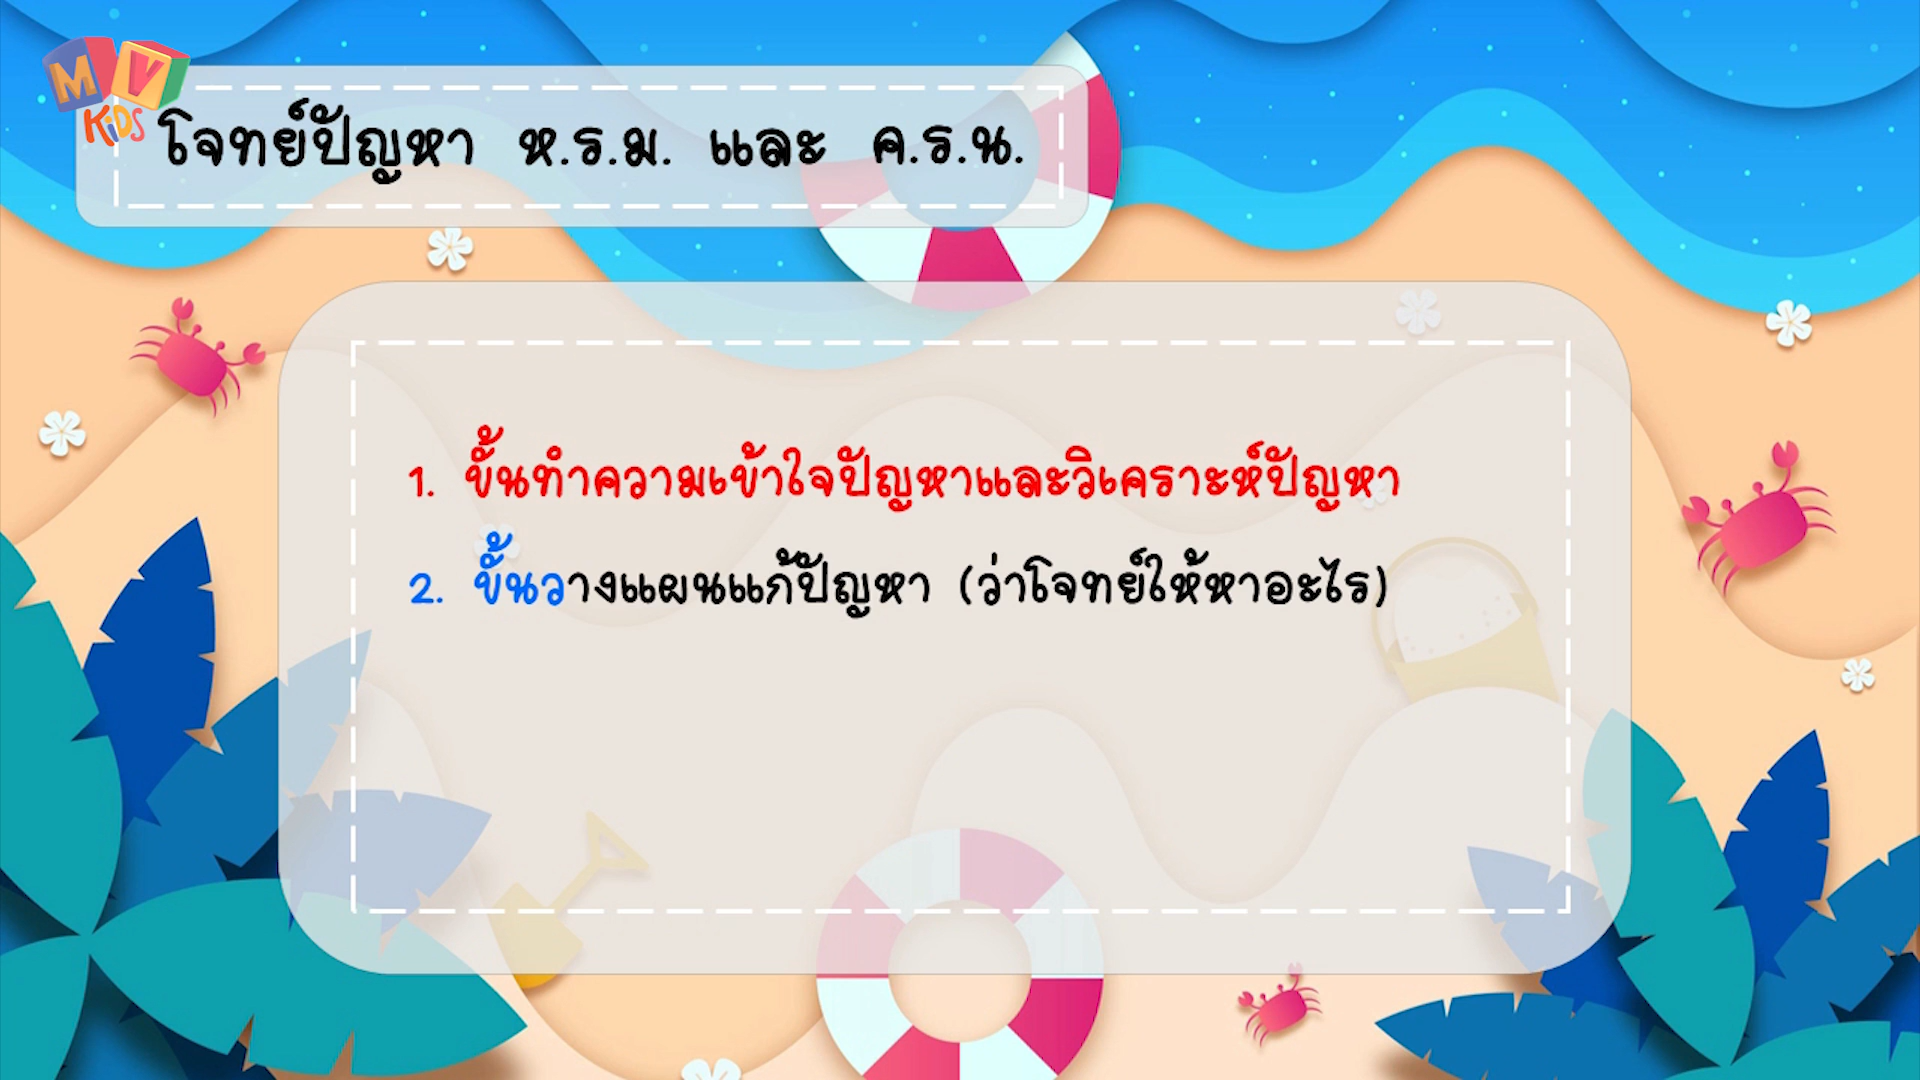 MV
KiDS
โจทย์ปัญหา ห.ร.ม. และ ค.ร.น.
1. ขั้นทำความเข้าใจปัญหาและวิเคราะห์ปัญหา
2. ขั้นวางแผนแก้ปัญหา (ว่าโจทย์ให้หาอะไร)